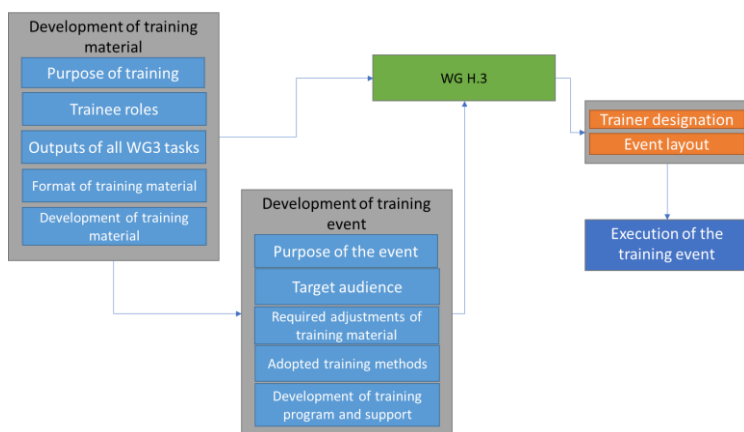 Development of training
material
Purpose of training
Trainee roles
Outputs of all WG3 tasks
Format of training material
Development of training
material
WG H.3
Trainer designation
Event layout
Execution of the
training event
Development of training
event
Purpose of the event
Target audience
Required adjustments of
training material
Adopted training methods
Development of training
program and support